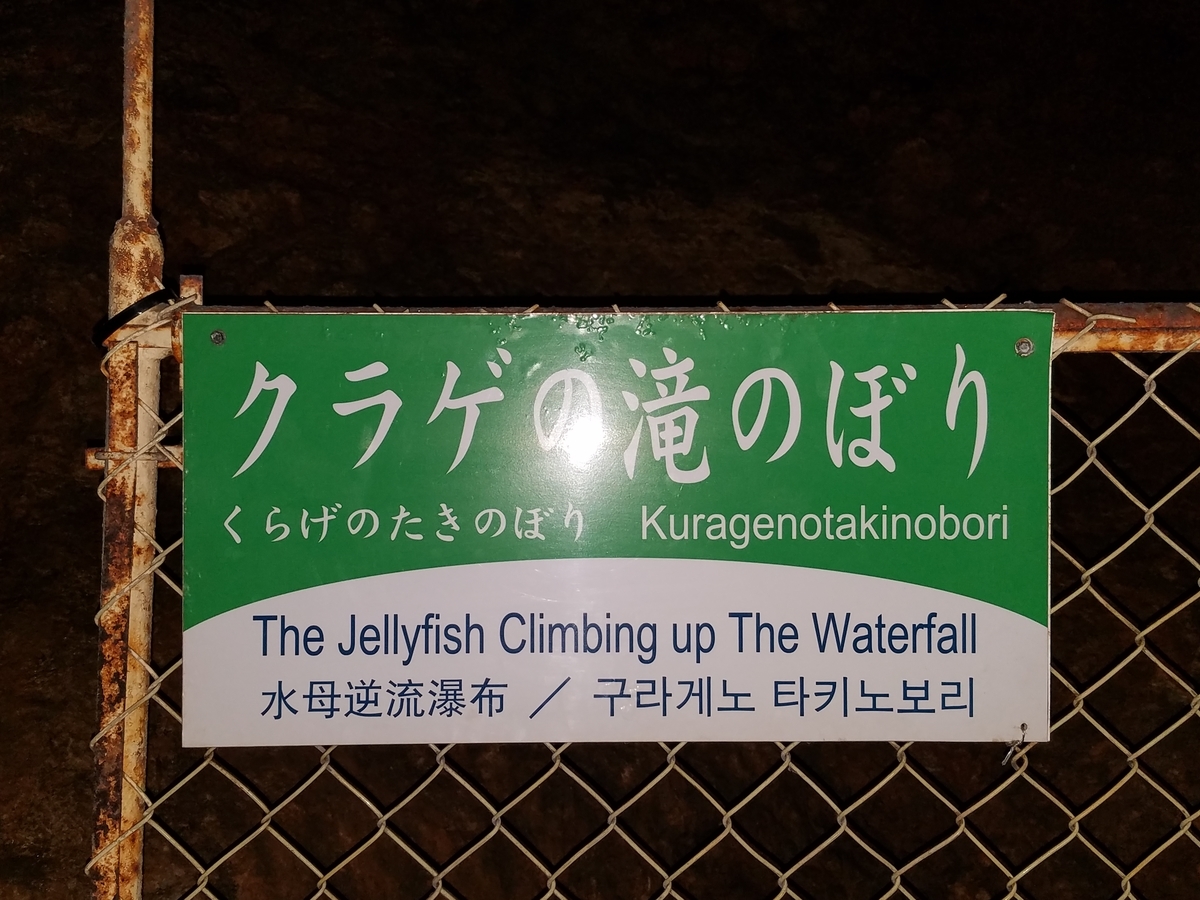 クラゲの滝のぼり
くらげのたきのぼり Kuragenotakinobori
The Jellyfish Climbing up The Waterfall
水母逆流瀑布 ／ 구라게노 타키노보리